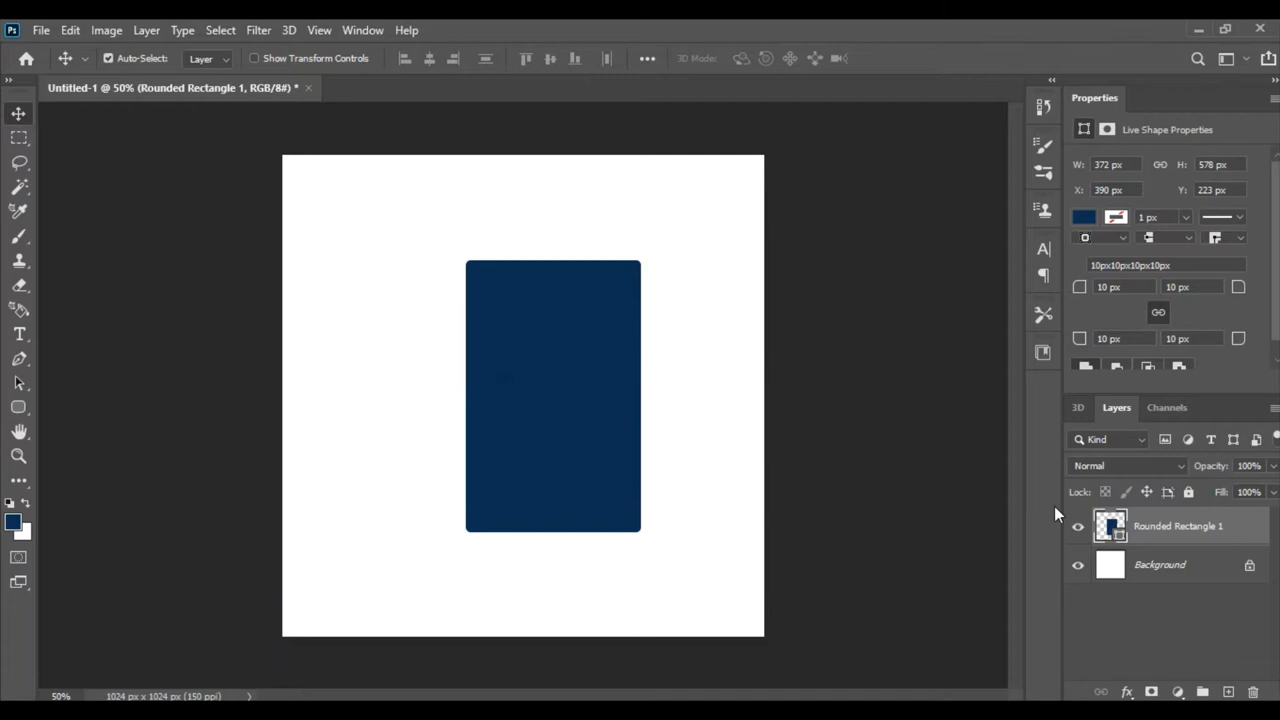 Ps File Edit Image Layer Type Select Filter 3D View Window Help
Auto-Select: Layer Show Transform Controls 3D Mode:
Untitled-1 @ 50% (Rounded Rectangle 1, RGB/8#) *
Properties
Live Shape Properties
W: 372 px H: 578 px
X: 390 px Y: 223 px
1 px
10px10px10px10px
10 px 10 px
10 px 10 px
3D Layers Channels
Kind
Normal Opacity: 100%
Lock: Fill: 100%
Rounded Rectangle 1
Background
50% 1024 px x 1024 px (150 ppi)